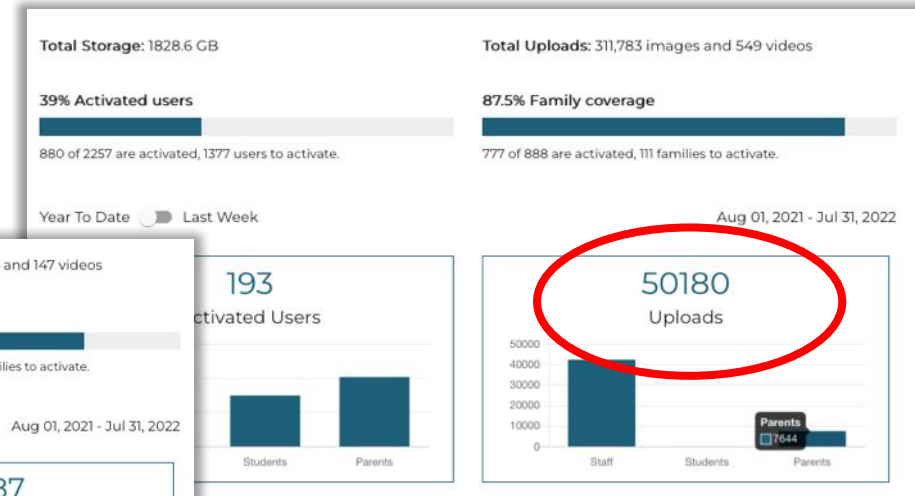 Total Storage: 1828.6 GB
Total Uploads: 311,783 images and 549 videos
39% Activated users
87.5% Family coverage
880 of 2257 are activated, 1377 users to activate.
777 of 888 are activated, 111 families to activate.
Year To Date
Last Week
Aug 01, 2021 - Jul 31, 2022
193
ctivated Users
Students
Parents
50180
Uploads
50000
40000
30000
20000
10000
0
Parents
7644
Staff
Students
Parents
and 147 videos
ilies to activate.
Aug 01, 2021 - Jul 31, 2022